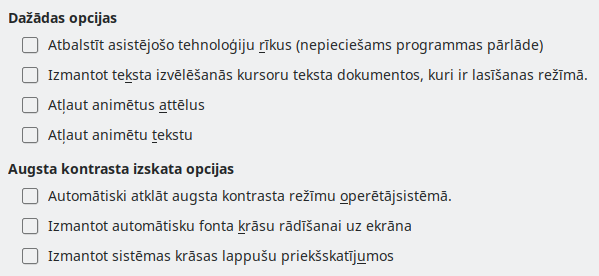 Dažādas opcijas
Atbalstīt asistējošo tehnoloģiju rīkus (nepieciešams programmas pārlāde)
Izmantot teksta izvēlēšanās kursoru teksta dokumentos, kuri ir lasīšanas režīmā.
Atļaut animētus attēlus
Atļaut animētu tekstu
Augsta kontrasta izskata opcijas
Automātiski atklāt augsta kontrasta režīmu operētājsistēmā.
Izmantot automātisku fonta krāsu rādīšanai uz ekrāna
Izmantot sistēmas krāsas lappušu priekšskatījumos